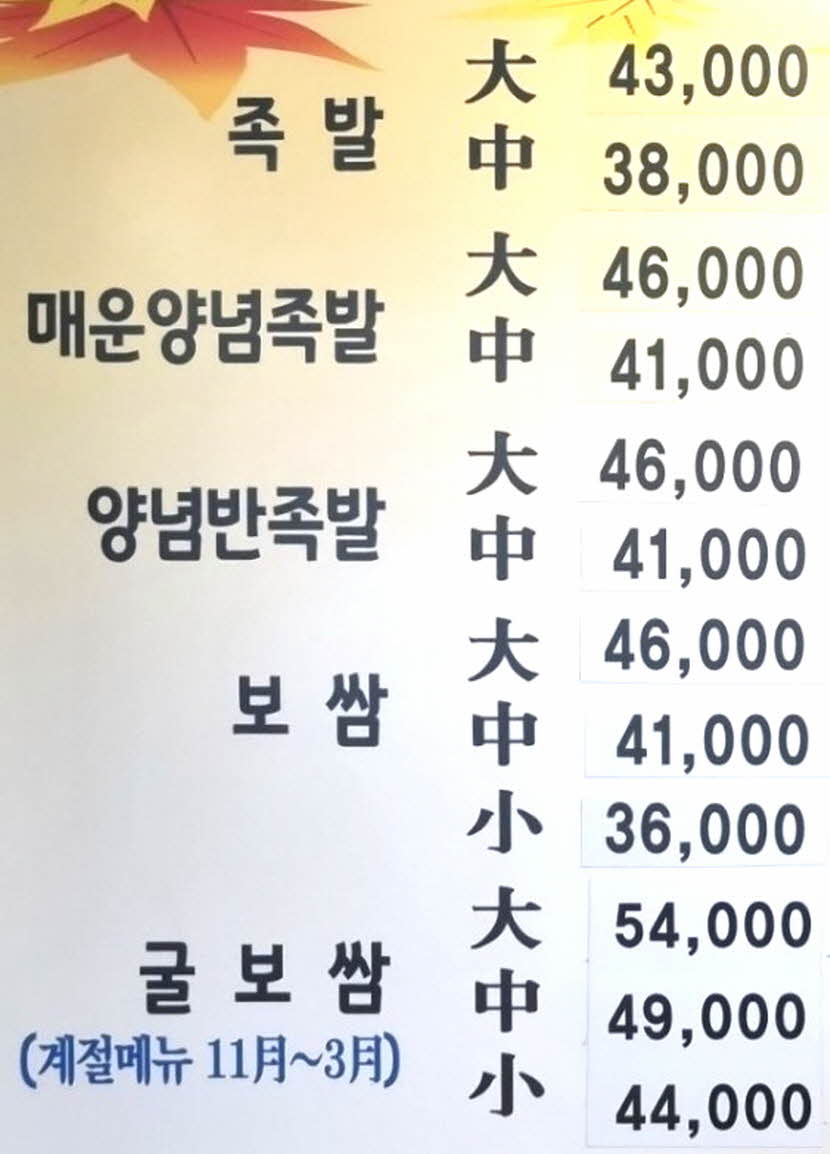 족발 大 43,000
中 38,000
매운양념족발 大 46,000
中 41,000
양념반족발 大 46,000
中 41,000
보쌈 大 46,000
中 41,000
小 36,000
굴보쌈 大 54,000
中 49,000
(계절메뉴 11月~3月) 小 44,000